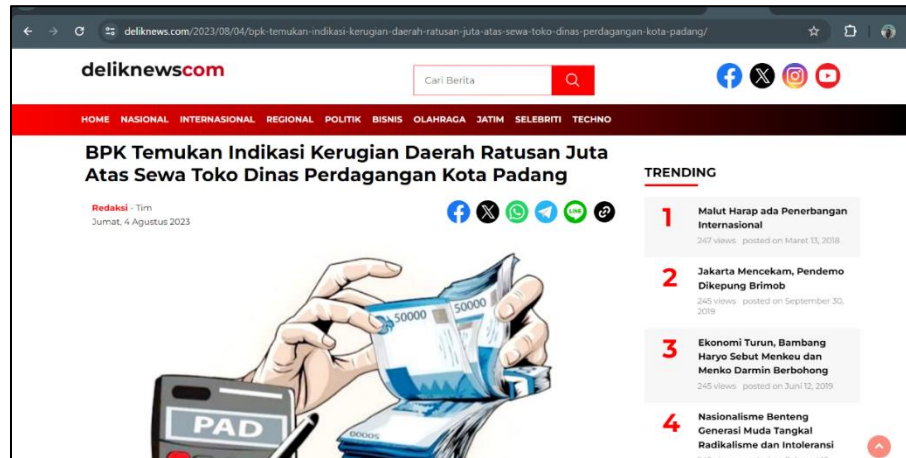 deliknews.com/2023/08/04/bpk-temukan-indikasi-kerugian-daerah-ratusan-juta-atas-sewa-toko-dinas-perdagangan-kota-padang/
deliknewscom
Cari Berita
HOME NASIONAL INTERNASIONAL REGIONAL POLITIK BISNIS OLAHRAGA JATIM SELEBRITI TECHNO
BPK Temukan Indikasi Kerugian Daerah Ratusan Juta
Atas Sewa Toko Dinas Perdagangan Kota Padang
Redaksi - Tim
Jumat, 4 Agustus 2023
LINE
50000
50000
50000
PAD
TRENDING
1
Malut Harap ada Penerbangan
Internasional
247 views posted on Maret 13, 2018
2
Jakarta Mencekam, Pendemo
Dikepung Brimob
245 views posted on September 30,
2019
3
Ekonomi Turun, Bambang
Haryo Sebut Menkeu dan
Menko Darmin Berbohong
245 views posted on Juni 12, 2019
4
Nasionalisme Benteng
Generasi Muda Tangkal
Radikalisme dan Intoleransi